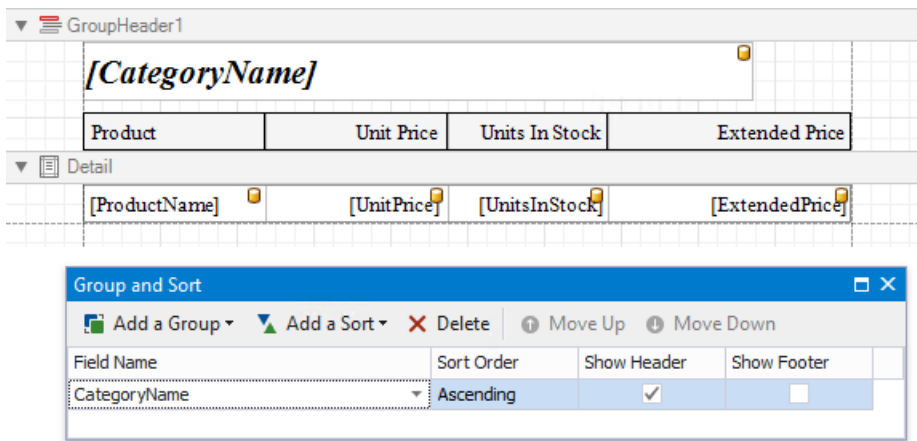 GroupHeader1
[CategoryName]
Product Unit Price Units In Stock Extended Price
Detail
[ProductName] [UnitPrice] [UnitsInStock] [ExtendedPrice]
Group and Sort
Add a Group Add a Sort Delete Move Up Move Down
Field Name Sort Order Show Header Show Footer
CategoryName Ascending